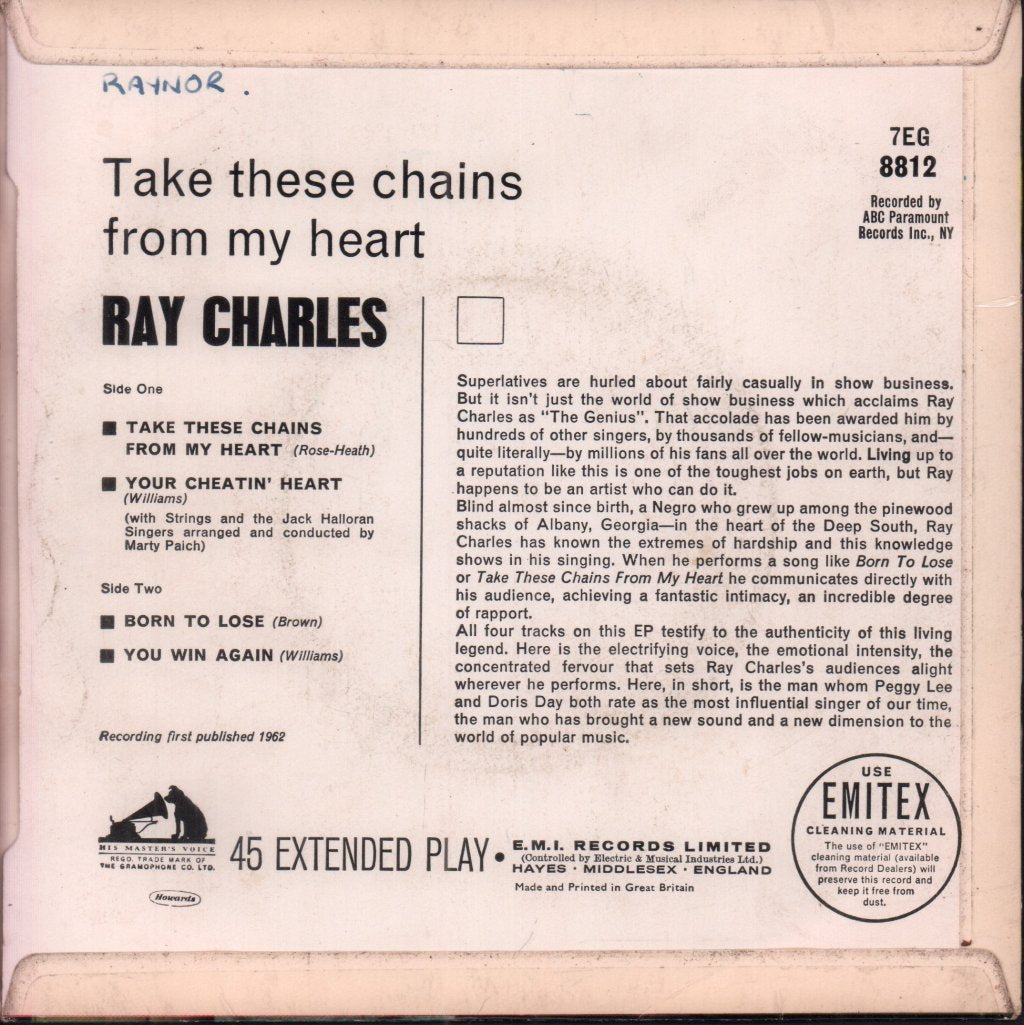 RAYNOR.
Take these chains
from my heart
7EG
8812
Recorded by
ABC Paramount
Records Inc., NY
RAY CHARLES
Side One
TAKE THESE CHAINS
FROM MY HEART (Rose-Heath)
YOUR CHEATIN' HEART
(Williams)
(with Strings and the Jack Halloran
Singers arranged and conducted by
Marty Paich)
Side Two
BORN TO LOSE (Brown)
YOU WIN AGAIN (Williams)
Recording first published 1962
Superlatives are hurled about fairly casually in show business.
But it isn't just the world of show business which acclaims Ray
Charles as "The Genius". That accolade has been awarded him by
hundreds of other singers, by thousands of fellow-musicians, and—
quite literally—by millions of his fans all over the world. Living up to
a reputation like this is one of the toughest jobs on earth, but Ray
happens to be an artist who can do it.
Blind almost since birth, a Negro who grew up among the pinewood
shacks of Albany, Georgia—in the heart of the Deep South, Ray
Charles has known the extremes of hardship and this knowledge
shows in his singing. When he performs a song like Born To Lose
or Take These Chains From My Heart he communicates directly with
his audience, achieving a fantastic intimacy, an incredible degree
of rapport.
All four tracks on this EP testify to the authenticity of this living
legend. Here is the electrifying voice, the emotional intensity, the
concentrated fervour that sets Ray Charles's audiences alight
wherever he performs. Here, in short, is the man whom Peggy Lee
and Doris Day both rate as the most influential singer of our time,
the man who has brought a new sound and a new dimension to the
world of popular music.
HIS MASTER'S VOICE
REGD. TRADE MARK OF
THE GRAMOPHONE CO. LTD.
Howards
45 EXTENDED PLAY •
E.M.I. RECORDS LIMITED
(Controlled by Electric & Musical Industries Ltd.)
HAYES · MIDDLESEX · ENGLAND
Made and Printed in Great Britain
USE
EMITEX
CLEANING MATERIAL
The use of "EMITEX"
cleaning material (available
from Record Dealers) will
preserve this record and
keep it free from
dust.